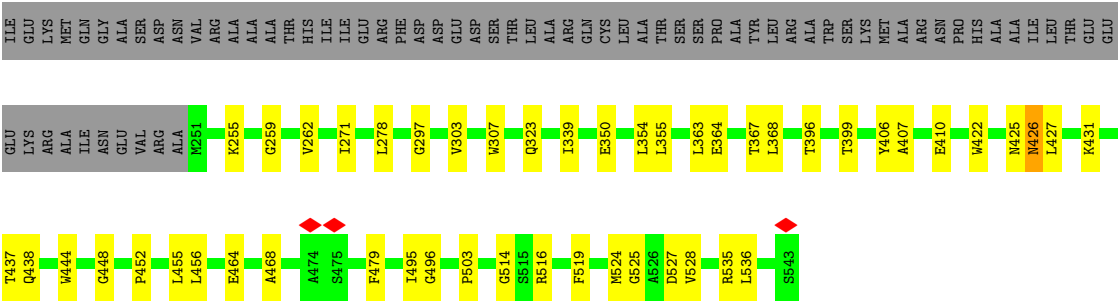 ILE GLU LYS MET GLN GLY ALA SER ASP ASN VAL ARG ALA ALA ALA THR HIS ILE ILE GLU ARG PHE ASP ASP GLU ASP SER THR LEU ALA ARG GLN CYS LEU ALA THR SER SER PRO ALA TYR LEU ARG ALA TRP SER LYS MET ALA ARG ASN PRO HIS ALA ALA ILE LEU THR GLU GLU
GLU LYS ARG ALA ILE ASN GLU VAL ARG ALA M251 K255 G259 V262 I271 L278 G297 V303 W307 Q323 I339 E350 L354 L355 L363 E364 T367 L368 T396 T399 Y406 A407 E410 W422 N425 N426 L427 K431
T437 Q438 W444 G448 P452 L455 L456 E464 A468 A474 S475 F479 I495 G496 P503 G514 S515 R516 F519 M524 G525 A526 D527 V528 R535 L536 S543